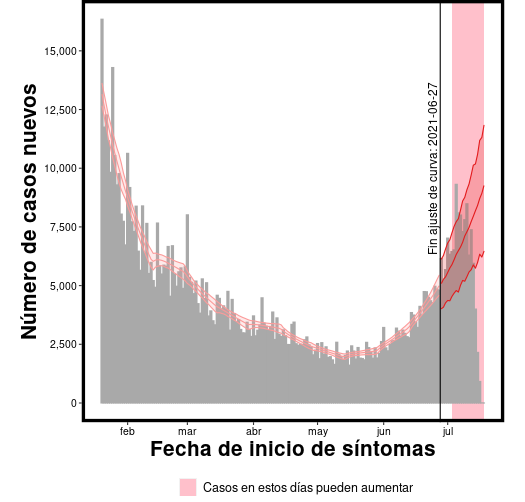 Número de casos nuevos
15,000
12,500
10,000
7,500
5,000
2,500
0
Fin ajuste de curva: 2021-06-27
feb mar abr may jun jul
Fecha de inicio de síntomas
Casos en estos días pueden aumentar